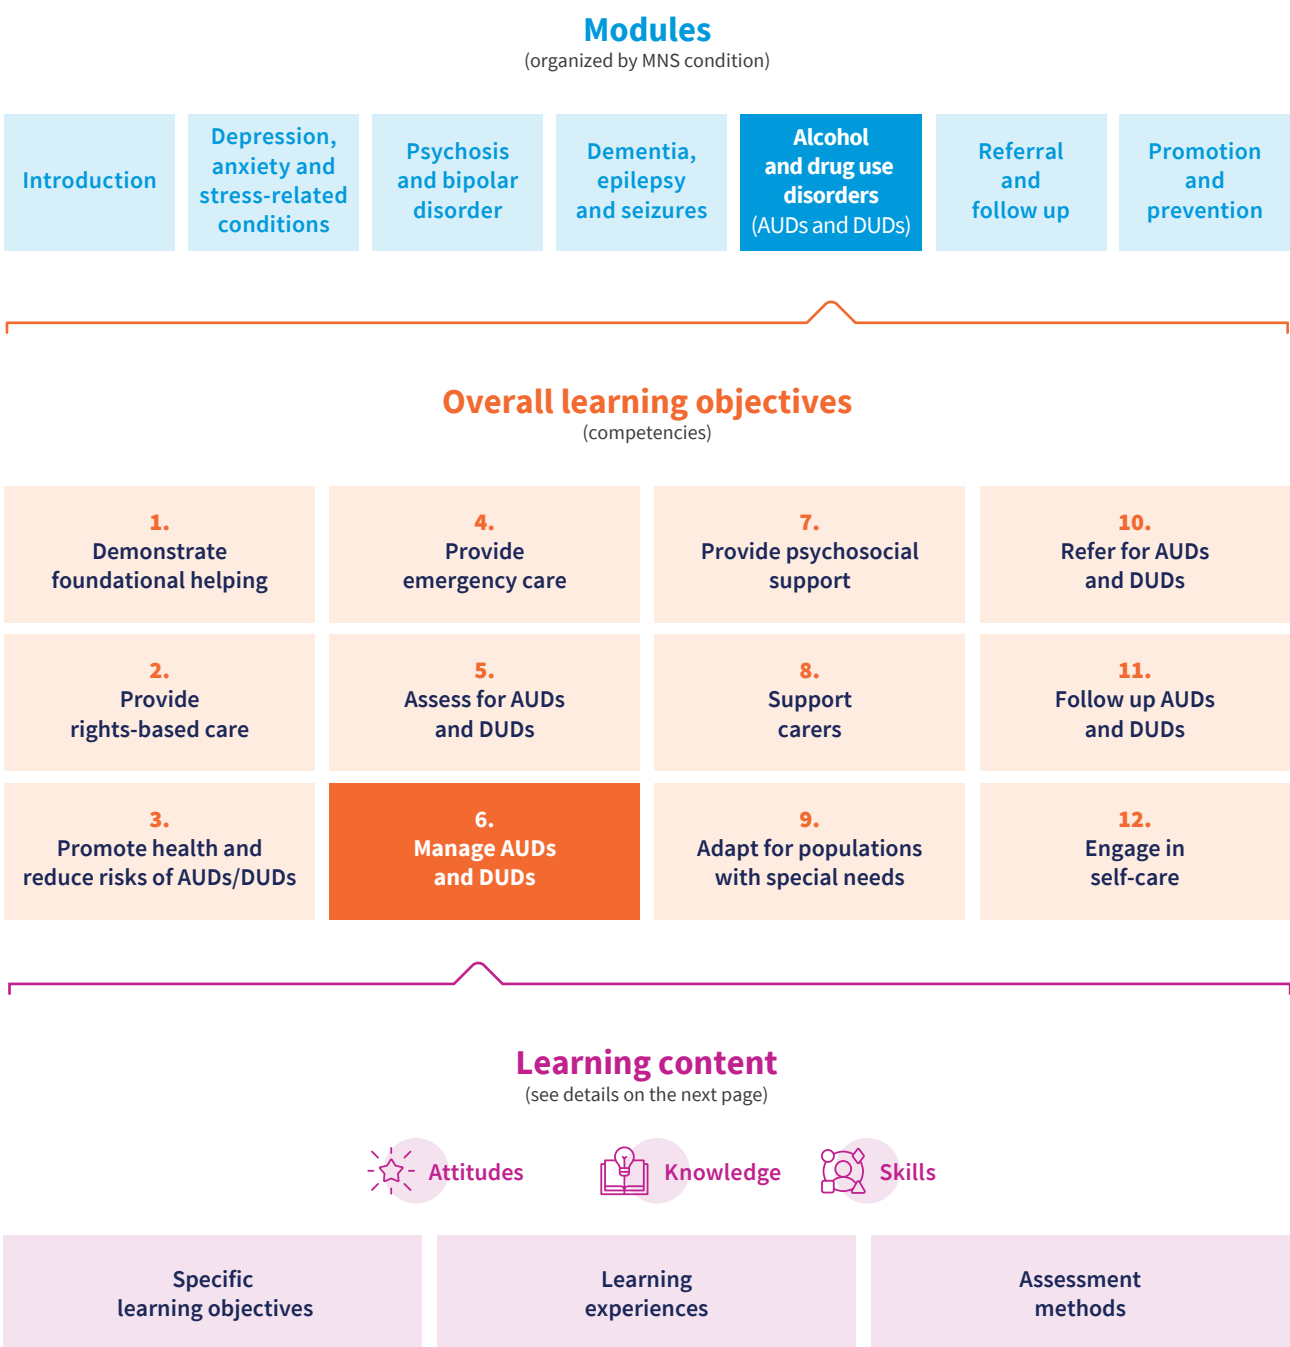 Modules
(organized by MNS condition)
Introduction
Depression,
anxiety and
stress-related
conditions
Psychosis
and bipolar
disorder
Dementia,
epilepsy
and seizures
Alcohol
and drug use
disorders
(AUDs and DUDs)
Referral
and
follow up
Promotion
and
prevention
Overall learning objectives
(competencies)
1.
Demonstrate
foundational helping
2.
Provide
rights-based care
3.
Promote health and
reduce risks of AUDs/DUDs
4.
Provide
emergency care
5.
Assess for AUDs
and DUDs
6.
Manage AUDs
and DUDs
7.
Provide psychosocial
support
8.
Support
carers
9.
Adapt for populations
with special needs
10.
Refer for AUDs
and DUDs
11.
Follow up AUDs
and DUDs
12.
Engage in
self-care
Learning content
(see details on the next page)
Attitudes
Knowledge
Skills
Specific
learning objectives
Learning
experiences
Assessment
methods